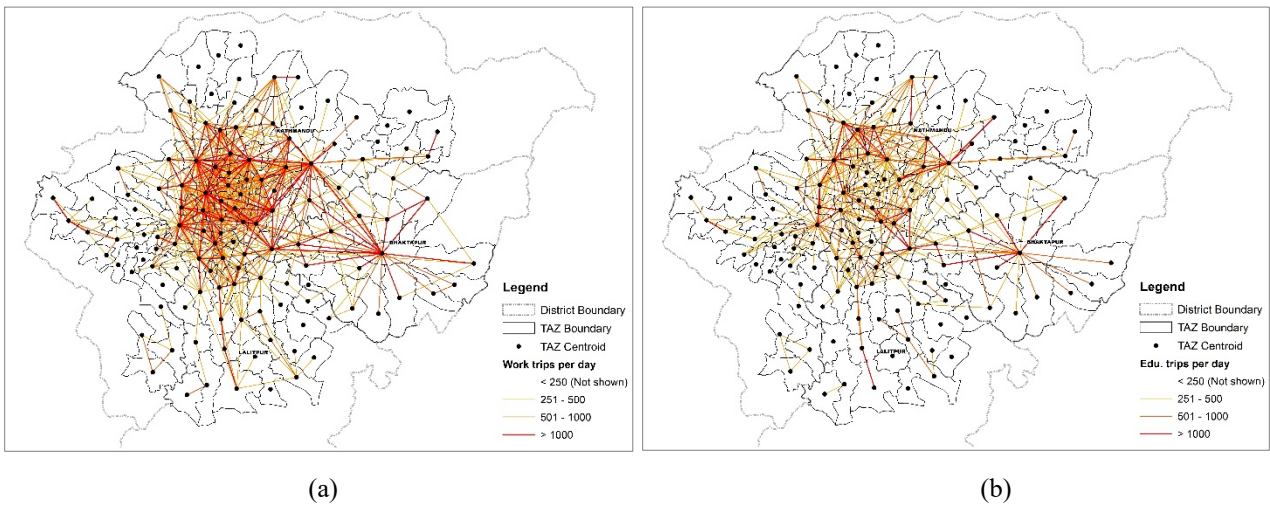 KATHMANDU
BHAKTAPUR
LALITPUR
Legend
District Boundary
TAZ Boundary
TAZ Centroid
Work trips per day
< 250 (Not shown)
251 - 500
501 - 1000
> 1000
(a)
KATHMANDU
BHAKTAPUR
LALITPUR
Legend
District Boundary
TAZ Boundary
TAZ Centroid
Edu. trips per day
< 250 (Not shown)
251 - 500
501 - 1000
> 1000
(b)